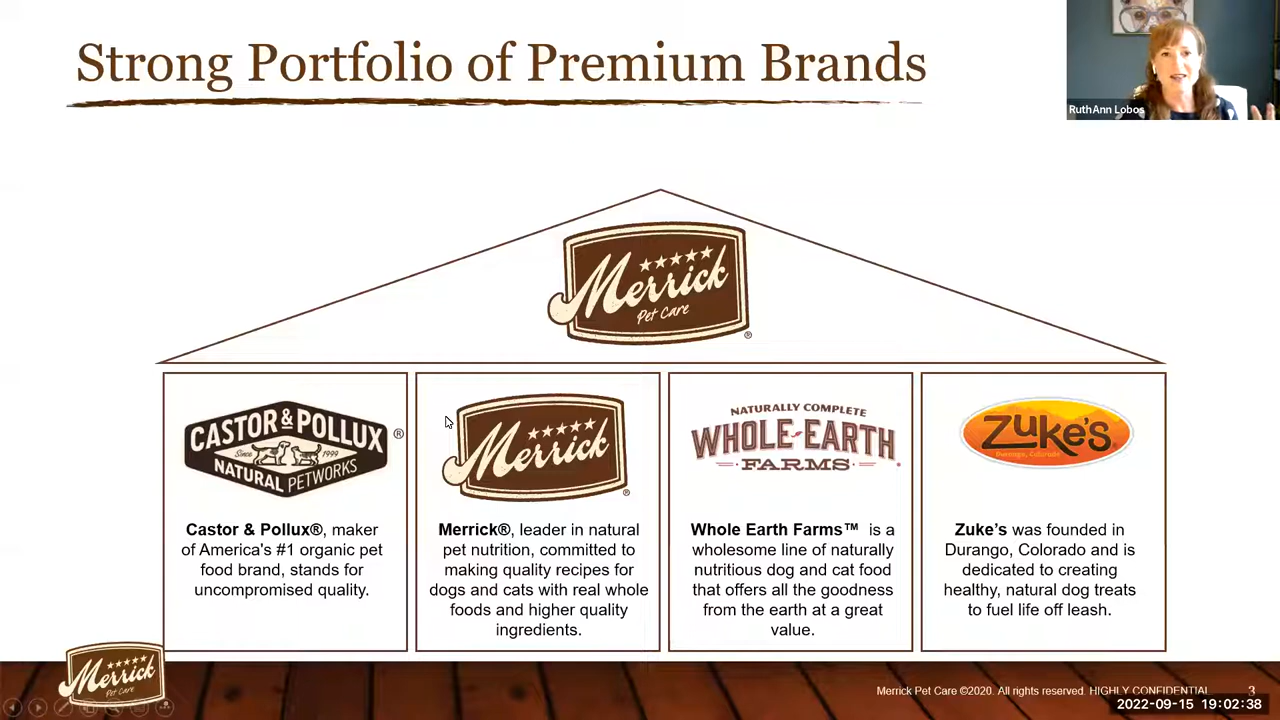 Strong Portfolio of Premium Brands
RuthAnn Lobos
Merrick
Pet Care
®
CASTOR & POLLUX
®
Since 1999
NATURAL PETWORKS
Castor & Pollux®, maker
of America's #1 organic pet
food brand, stands for
uncompromised quality.
Merrick
®
Merrick®, leader in natural
pet nutrition, committed to
making quality recipes for
dogs and cats with real whole
foods and higher quality
ingredients.
NATURALLY COMPLETE
WHOLE EARTH
FARMS
Whole Earth Farms™ is a
wholesome line of naturally
nutritious dog and cat food
that offers all the goodness
from the earth at a great
value.
Zuke's
Durango, Colorado
Zuke’s was founded in
Durango, Colorado and is
dedicated to creating
healthy, natural dog treats
to fuel life off leash.
Merrick
Pet Care
Merrick Pet Care ©2020. All rights reserved. HIGHLY CONFIDENTIAL
3
2022-09-15 19:02:38